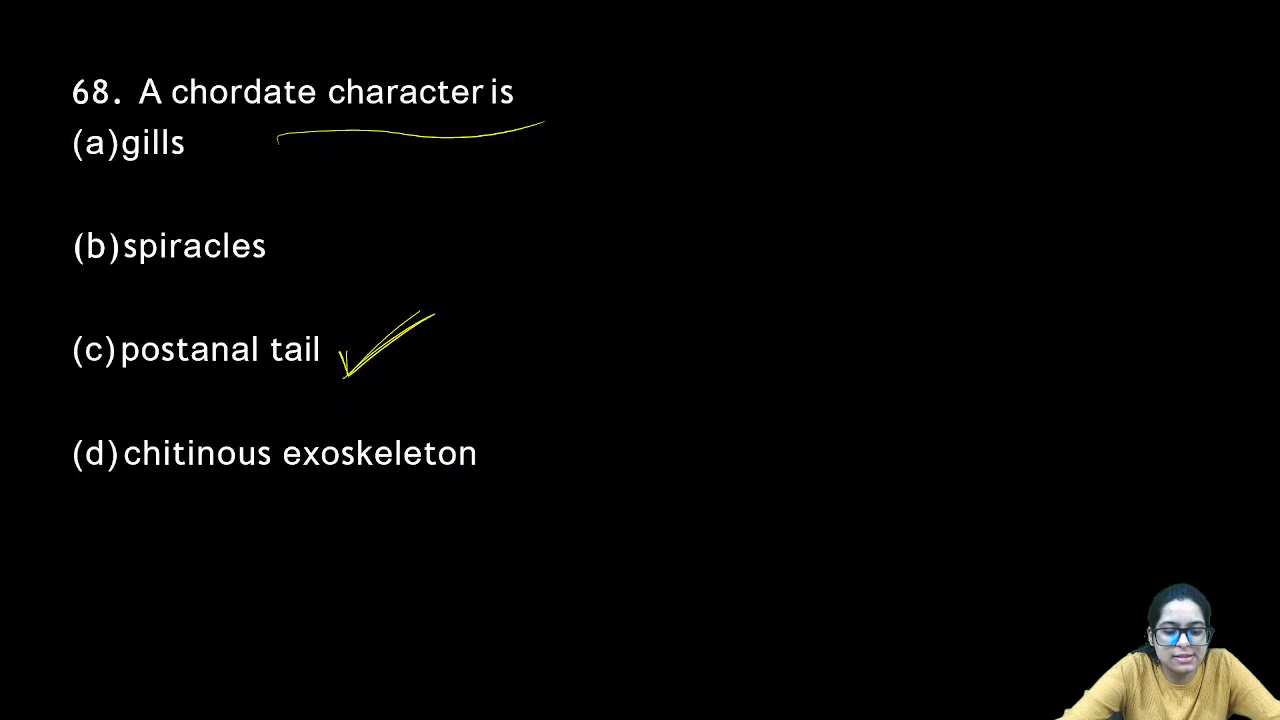 68. A chordate character is
(a)gills
(b)spiracles
(c)postanal tail
(d)chitinous exoskeleton